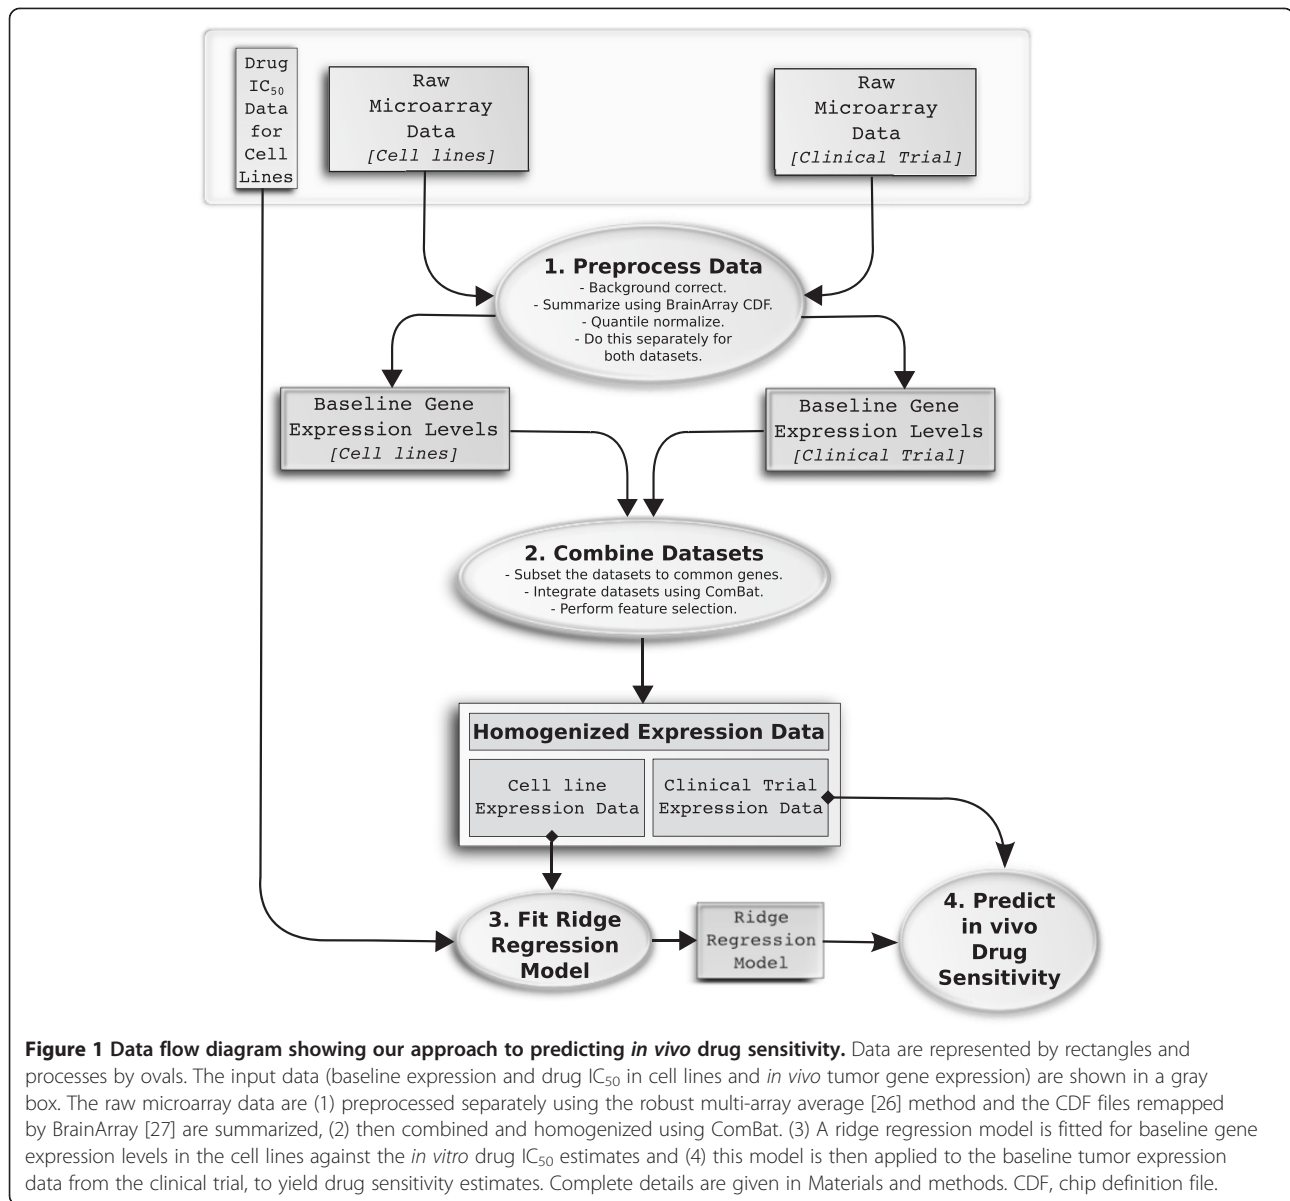 Drug
IC50
Data
for
Cell
Lines
Raw
Microarray
Data
[Cell lines]
Raw
Microarray
Data
[Clinical Trial]
1. Preprocess Data
- Background correct.
- Summarize using BrainArray CDF.
- Quantile normalize.
- Do this separately for
both datasets.
Baseline Gene
Expression Levels
[Cell lines]
Baseline Gene
Expression Levels
[Clinical Trial]
2. Combine Datasets
- Subset the datasets to common genes.
- Integrate datasets using ComBat.
- Perform feature selection.
Homogenized Expression Data
Cell line
Expression Data
Clinical Trial
Expression Data
3. Fit Ridge
Regression
Model
Ridge
Regression
Model
4. Predict
in vivo
Drug
Sensitivity
Figure 1 Data flow diagram showing our approach to predicting in vivo drug sensitivity. Data are represented by rectangles and
processes by ovals. The input data (baseline expression and drug IC50 in cell lines and in vivo tumor gene expression) are shown in a gray
box. The raw microarray data are (1) preprocessed separately using the robust multi-array average [26] method and the CDF files remapped
by BrainArray [27] are summarized, (2) then combined and homogenized using ComBat. (3) A ridge regression model is fitted for baseline gene
expression levels in the cell lines against the in vitro drug IC50 estimates and (4) this model is then applied to the baseline tumor expression
data from the clinical trial, to yield drug sensitivity estimates. Complete details are given in Materials and methods. CDF, chip definition file.